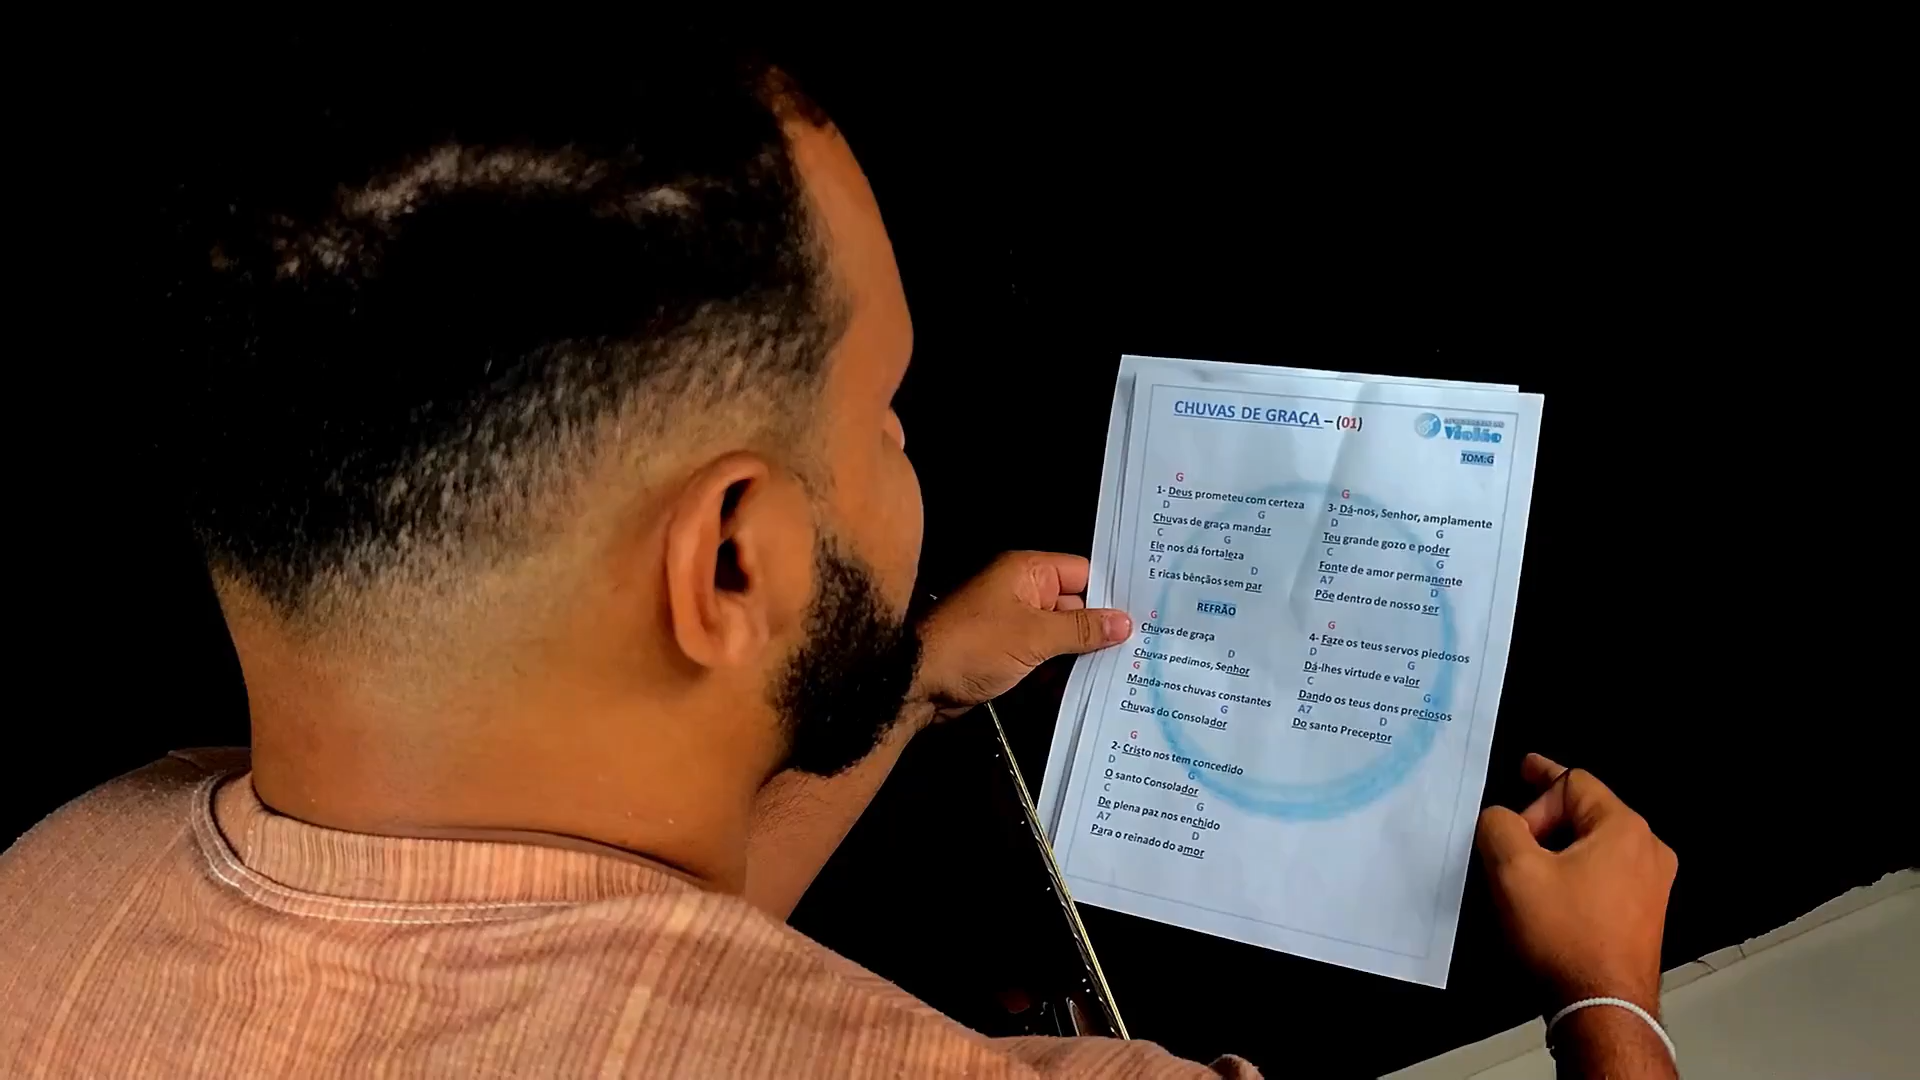 CHUVAS DE GRAÇA – (01)
Violão
TOM:G
G
1- Deus prometeu com certeza
D G
Chuvas de graça mandar
C G
Ele nos dá fortaleza
A7 D
E ricas bênçãos sem par
REFRÃO
G
Chuvas de graça
G D
Chuvas pedimos, Senhor
G
Manda-nos chuvas constantes
D G
Chuvas do Consolador
G
2- Cristo nos tem concedido
D G
O santo Consolador
C G
De plena paz nos enchido
A7 D
Para o reinado do amor
G
3- Dá-nos, Senhor, amplamente
D G
Teu grande gozo e poder
C G
Fonte de amor permanente
A7 D
Põe dentro de nosso ser
G
4- Faze os teus servos piedosos
D G
Dá-lhes virtude e valor
C G
Dando os teus dons preciosos
A7 D
Do santo Preceptor